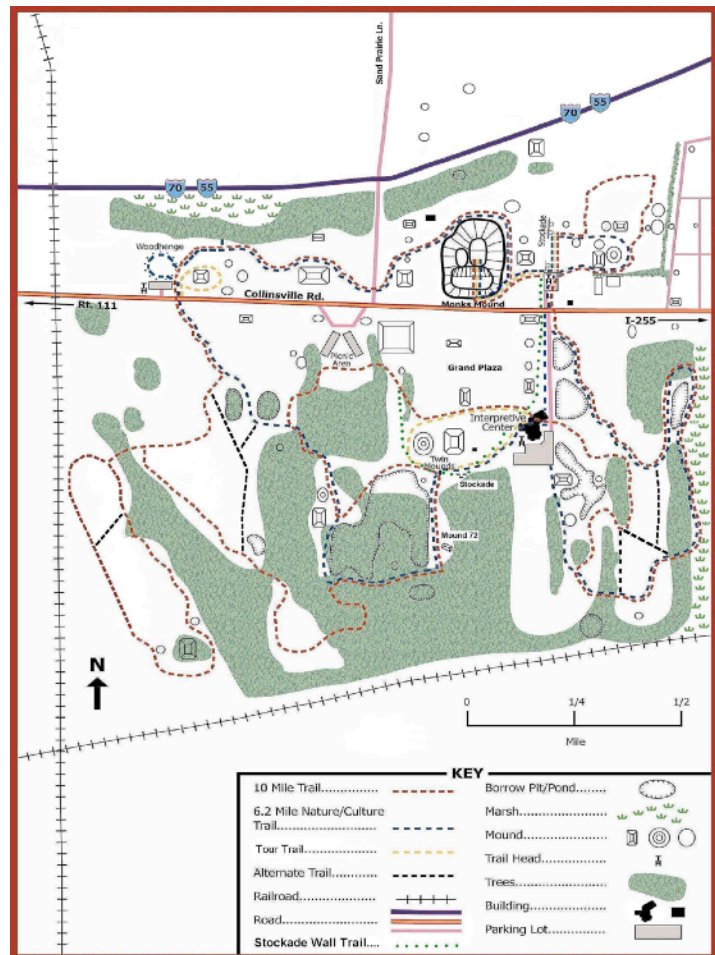 Sand Prairie Ln.
70
55
70
55
Woodhenge
Stockade
Collinsville Rd.
Monks Mound
Rt. 111
I-255
Picnic
Area
Grand Plaza
Interpretive
Center
Twin
Mounds
Stockade
Mound 72
N
0
1/4
1/2
Mile
KEY
10 Mile Trail..............
6.2 Mile Nature/Culture
Trail........................
Tour Trail.................
Alternate Trail...........
Railroad...................
Road.......................
Stockade Wall Trail....
Borrow Pit/Pond.......
Marsh.....................
Mound....................
Trail Head...............
Trees......................
Building..................
Parking Lot..............